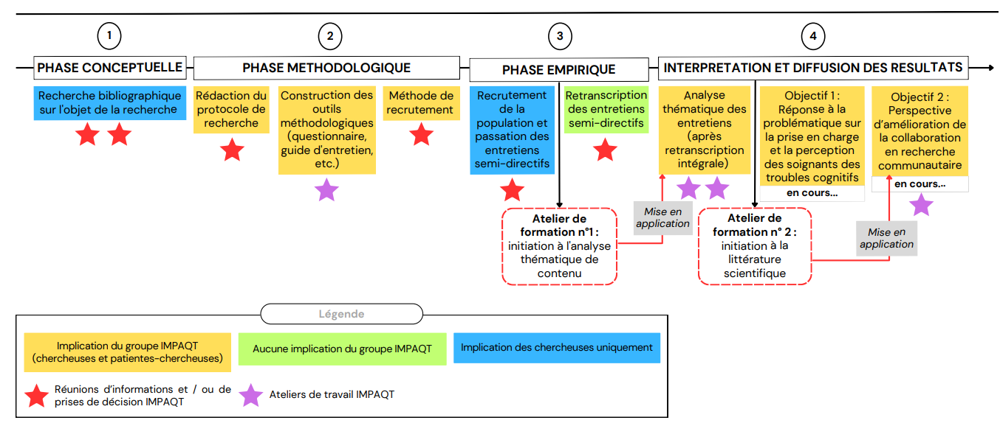 1
2
3
4
PHASE CONCEPTUELLE
PHASE METHODOLOGIQUE
PHASE EMPIRIQUE
INTERPRETATION ET DIFFUSION DES RESULTATS
Recherche bibliographique
sur l'objet de la recherche
Rédaction du
protocole de
recherche
Construction des
outils
méthodologiques
(questionnaire,
guide d'entretien,
etc.)
Méthode de
recrutement
Recrutement
de la
population et
passation des
entretiens
semi-directifs
Retranscription
des entretiens
semi-directifs
Analyse
thématique des
entretiens
(après
retranscription
intégrale)
Objectif 1 :
Réponse à la
problématique sur
la prise en charge
et la perception
des soignants des
troubles cognitifs
en cours...
Objectif 2 :
Perspective
d’amélioration de
la collaboration
en recherche
communautaire
en cours...
Atelier de
formation n°1 :
initiation à l'analyse
thématique de
contenu
Mise en
application
Atelier de
formation n° 2 :
initiation à la
littérature
scientifique
Mise en
application
Légende
Implication du groupe IMPAQT
(chercheuses et patientes-chercheuses)
Aucune implication du groupe IMPAQT
Implication des chercheuses uniquement
Réunions d’informations et / ou de
prises de décision IMPAQT
Ateliers de travail IMPAQT